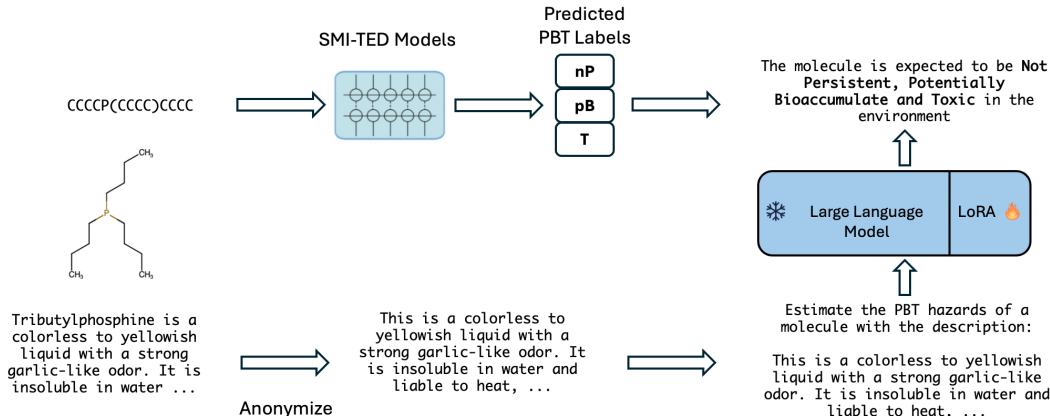 Predicted
PBT Labels
SMI-TED Models
CCCCP(CCCC)CCCC
nP
pB
T
The molecule is expected to be Not
Persistent, Potentially
Bioaccumulate and Toxic in the
environment
CH₃
P
CH₃
CH₃
Large Language
Model
LoRA
Tributylphosphine is a
colorless to yellowish
liquid with a strong
garlic-like odor. It is
insoluble in water ...
Anonymize
This is a colorless to
yellowish liquid with a
strong garlic-like odor. It
is insoluble in water and
liable to heat, ...
Estimate the PBT hazards of a
molecule with the description:
This is a colorless to yellowish
liquid with a strong garlic-like
odor. It is insoluble in water and
liable to heat, ...